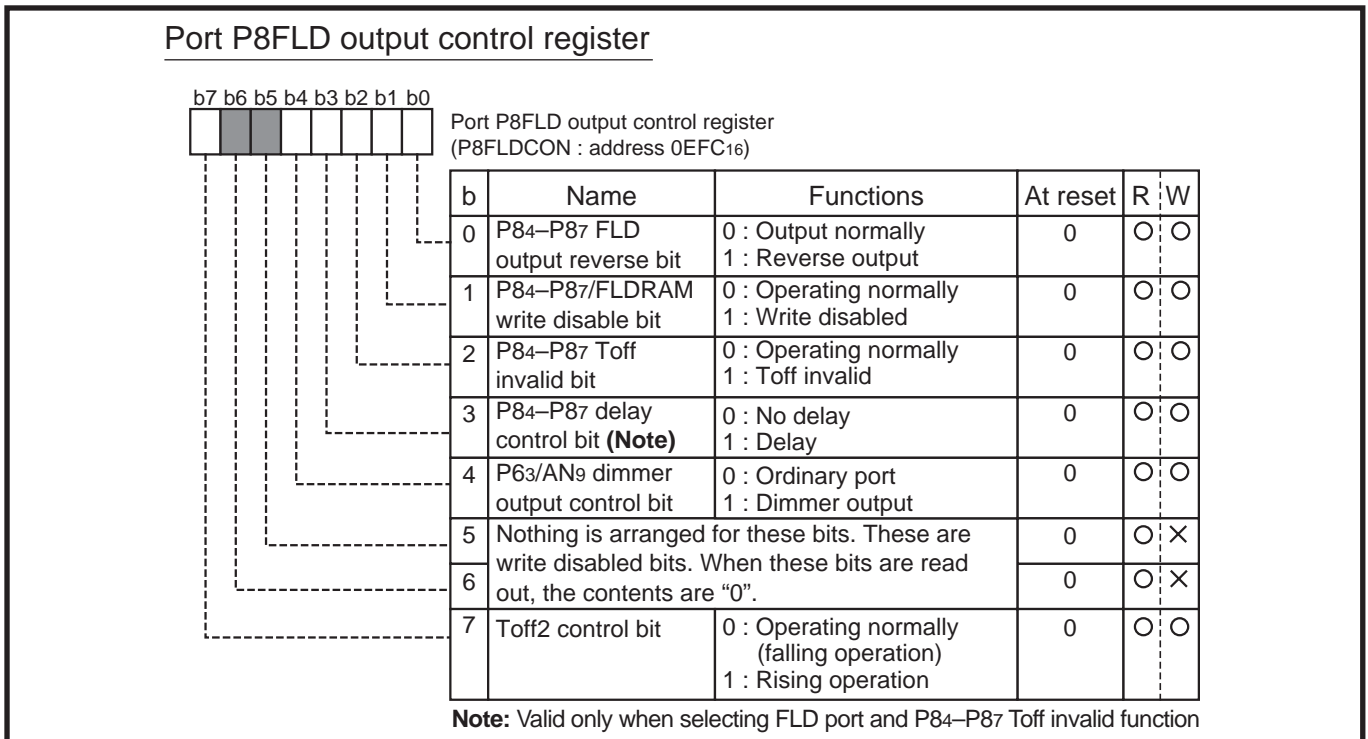 Port P8FLD output control register
b7 b6 b5 b4 b3 b2 b1 b0
Port P8FLD output control register
(P8FLDCON : address 0EFC16)
b Name Functions At reset R W
0 P84–P87 FLD 0 : Output normally 0 O O
output reverse bit 1 : Reverse output
1 P84–P87/FLDRAM 0 : Operating normally 0 O O
write disable bit 1 : Write disabled
2 P84–P87 Toff 0 : Operating normally 0 O O
invalid bit 1 : Toff invalid
3 P84–P87 delay 0 : No delay 0 O O
control bit (Note) 1 : Delay
4 P63/AN9 dimmer 0 : Ordinary port 0 O O
output control bit 1 : Dimmer output
5 Nothing is arranged for these bits. These are 0 O ×
write disabled bits. When these bits are read
6 out, the contents are “0”. 0 O ×
7 Toff2 control bit 0 : Operating normally 0 O O
(falling operation)
1 : Rising operation
Note: Valid only when selecting FLD port and P84–P87 Toff invalid function